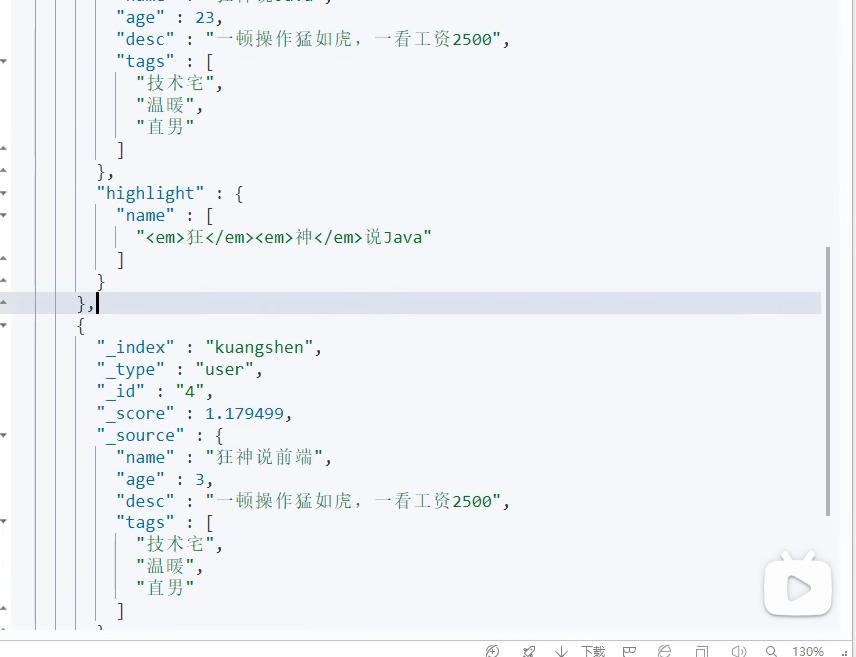 "age" : 23,
"desc" : "一顿操作猛如虎，一看工资2500",
"tags" : [
"技术宅",
"温暖",
"直男"
]
},
"highlight" : {
"name" : [
"<em>狂</em><em>神</em>说Java"
]
}
},
{
"_index" : "kuangshen",
"_type" : "user",
"_id" : "4",
"_score" : 1.179499,
"_source" : {
"name" : "狂神说前端",
"age" : 3,
"desc" : "一顿操作猛如虎，一看工资2500",
"tags" : [
"技术宅",
"温暖",
"直男"
]
下载 130%